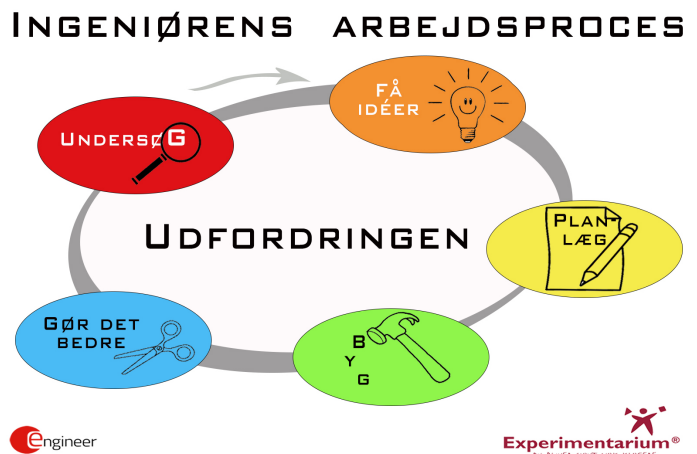 INGENIØRENS ARBEJDSPROCES
FÅ
IDÉER
UNDERSØG
PLAN-
LÆG
UDFORDRINGEN
GØR DET
BEDRE
B
Y
G
engineer
Experimentarium®